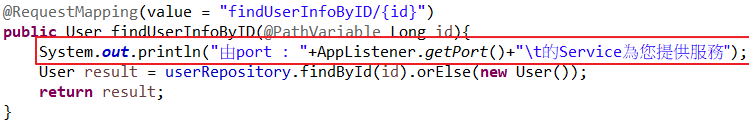 @RequestMapping(value = "findUserInfoByID/{id}")
public User findUserInfoByID(@PathVariable Long id){
System.out.println("由port : "+AppListener.getPort()+"\t的Service為您提供服務");
User result = userRepository.findById(id).orElse(new User());
return result;
}